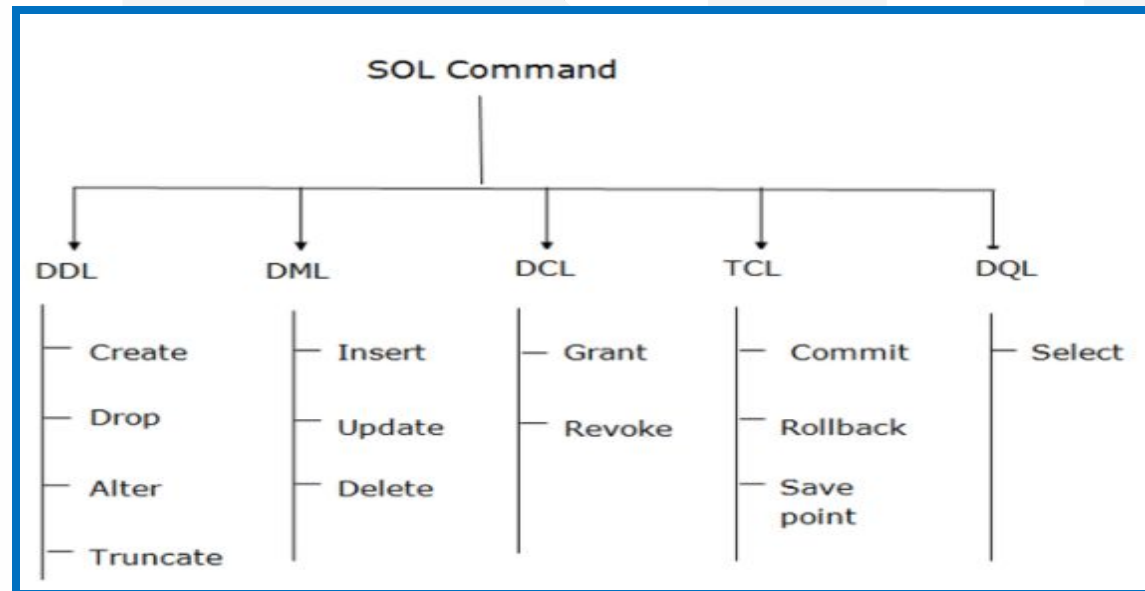 SOL Command
DDL
DML
DCL
TCL
DQL
Create
Drop
Alter
Truncate
Insert
Update
Delete
Grant
Revoke
Commit
Rollback
Save
point
Select